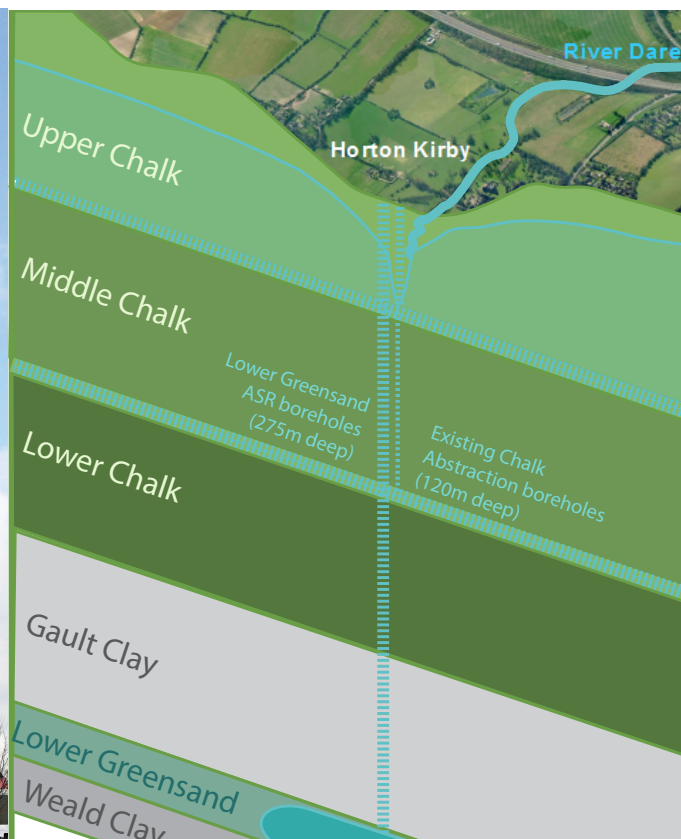 River Dare
Horton Kirby
Upper Chalk
Middle Chalk
Lower Greensand
ASR boreholes
(275m deep)
Existing Chalk
Abstraction boreholes
(120m deep)
Lower Chalk
Gault Clay
Lower Greensand
Weald Clay